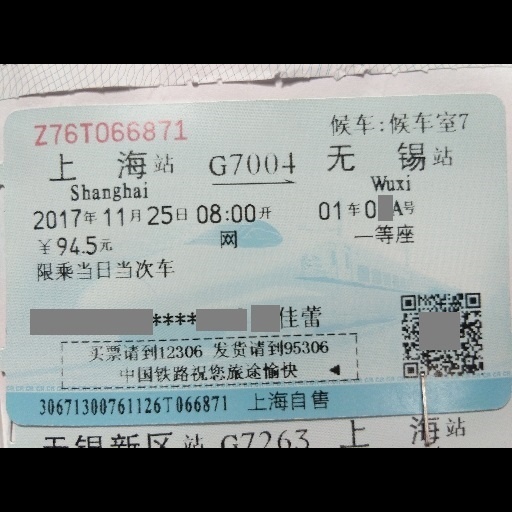 Z76T066871 候车:候车室7
上海站 G7004 无锡站
Shanghai Wuxi
2017年11月25日08:00开 01车0A号
￥94.5元 网 一等座
限乘当日当次车
**** 佳蕾
买票请到12306 发货请到95306
中国铁路祝您旅途愉快
30671300761126T066871 上海自售
无锡新区站 G7263 上海站